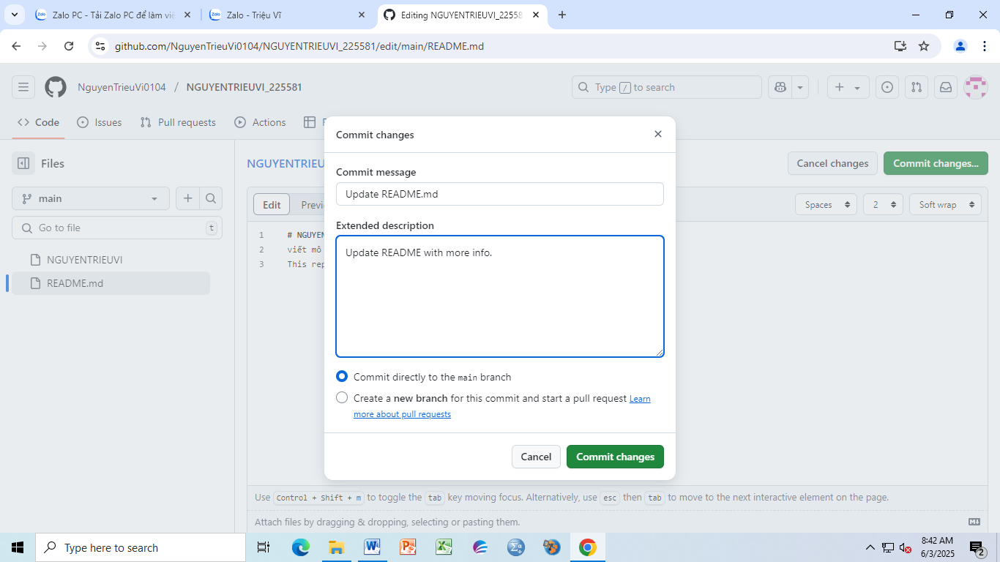 Zalo PC - Tải Zalo PC để làm việ
Zalo - Triệu Vĩ
Editing NGUYENTRIEUVI_22558
github.com/NguyenTrieuVi0104/NGUYENTRIEUVI_225581/edit/main/README.md
NguyenTrieuVi0104 / NGUYENTRIEUVI_225581
Type / to search
Code
Issues
Pull requests
Actions
Commit changes
Files
NGUYENTRIEU
Cancel changes
Commit changes...
Commit message
Update README.md
main
Edit
Previe
Spaces
2
Soft wrap
Go to file
t
Extended description
Update README with more info.
1 # NGUYEN
2 viết mô
3 This rep
NGUYENTRIEUVI
README.md
Commit directly to the main branch
Create a new branch for this commit and start a pull request Learn
more about pull requests
Cancel
Commit changes
Use Control + Shift + m to toggle the tab key moving focus. Alternatively, use esc then tab to move to the next interactive element on the page.
Attach files by dragging & dropping, selecting or pasting them.
Type here to search
8:42 AM
6/3/2025
2